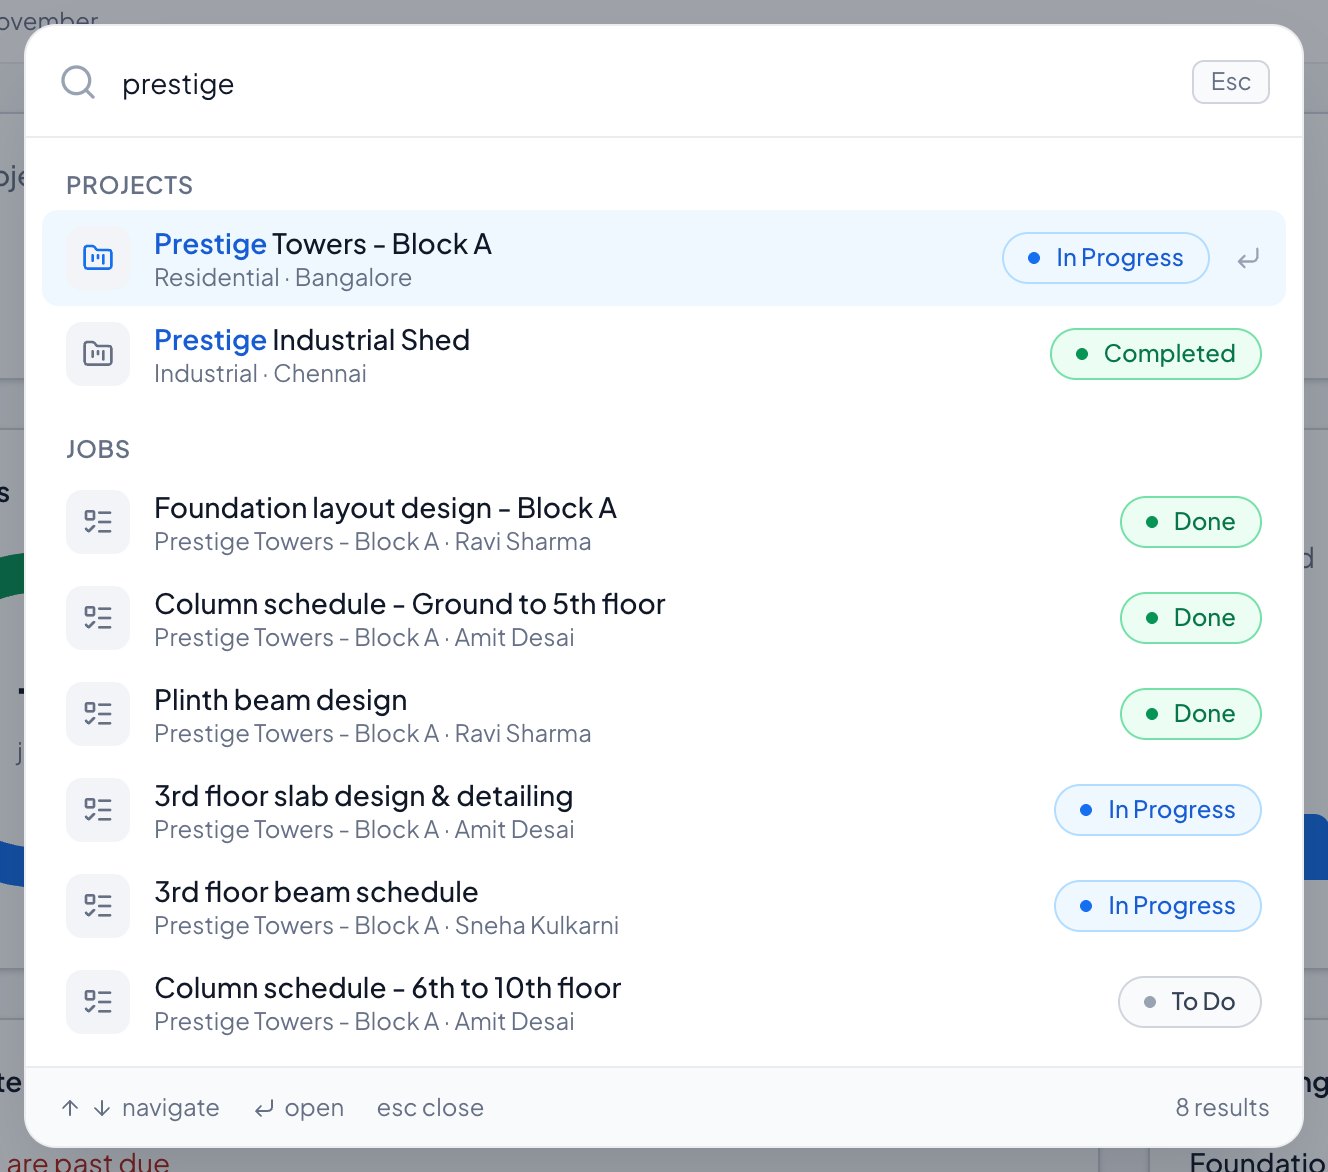 ovember
prestige
Esc
PROJECTS
Prestige Towers - Block A
Residential · Bangalore
In Progress
Prestige Industrial Shed
Industrial · Chennai
Completed
JOBS
Foundation layout design - Block A
Prestige Towers - Block A · Ravi Sharma
Done
Column schedule - Ground to 5th floor
Prestige Towers - Block A · Amit Desai
Done
Plinth beam design
Prestige Towers - Block A · Ravi Sharma
Done
3rd floor slab design & detailing
Prestige Towers - Block A · Amit Desai
In Progress
3rd floor beam schedule
Prestige Towers - Block A · Sneha Kulkarni
In Progress
Column schedule - 6th to 10th floor
Prestige Towers - Block A · Amit Desai
To Do
↑ ↓ navigate ↵ open esc close
8 results
are past due
Foundatio